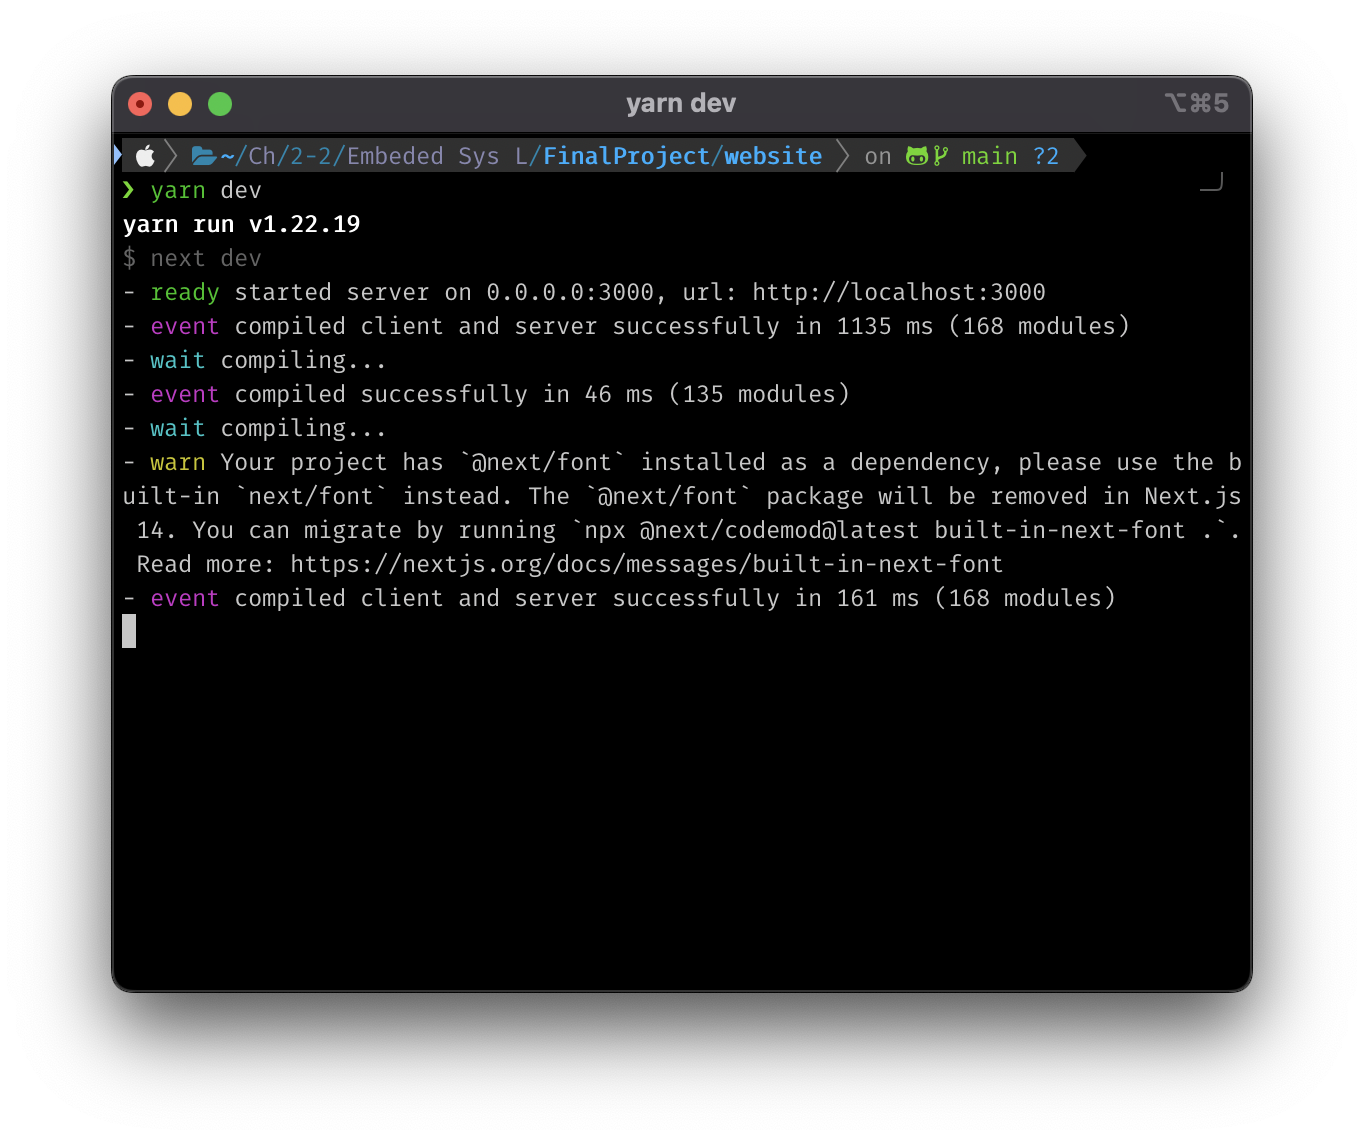 yarn dev ⌥⌘5
~/Ch/2-2/Embeded Sys L/FinalProject/website on main ?2
❯ yarn dev
yarn run v1.22.19
$ next dev
- ready started server on 0.0.0.0:3000, url: http://localhost:3000
- event compiled client and server successfully in 1135 ms (168 modules)
- wait compiling...
- event compiled successfully in 46 ms (135 modules)
- wait compiling...
- warn Your project has `@next/font` installed as a dependency, please use the b
uilt-in `next/font` instead. The `@next/font` package will be removed in Next.js
 14. You can migrate by running `npx @next/codemod@latest built-in-next-font .`.
 Read more: https://nextjs.org/docs/messages/built-in-next-font
- event compiled client and server successfully in 161 ms (168 modules)